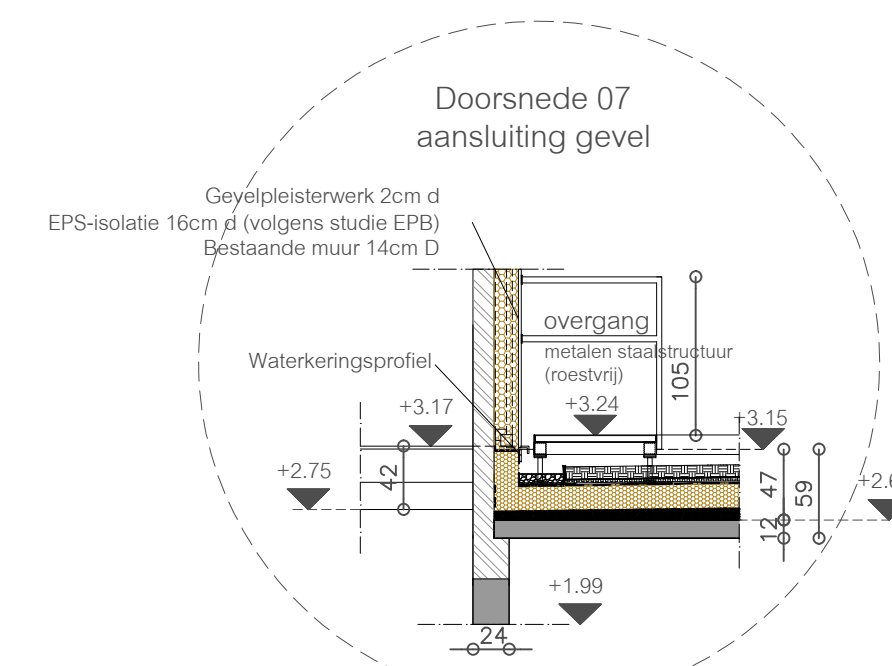 Doorsnede 07
aansluiting gevel
Gevelpleisterwerk 2cm d
EPS-isolatie 16cm d (volgens studie EPB)
Bestaande muur 14cm D
overgang
metalen staalstructuur
(roestvrij)
Waterkeringsprofiel
105
+3.17
+3.24
+3.15
+2.75
42
47
59
12
+1.99
24